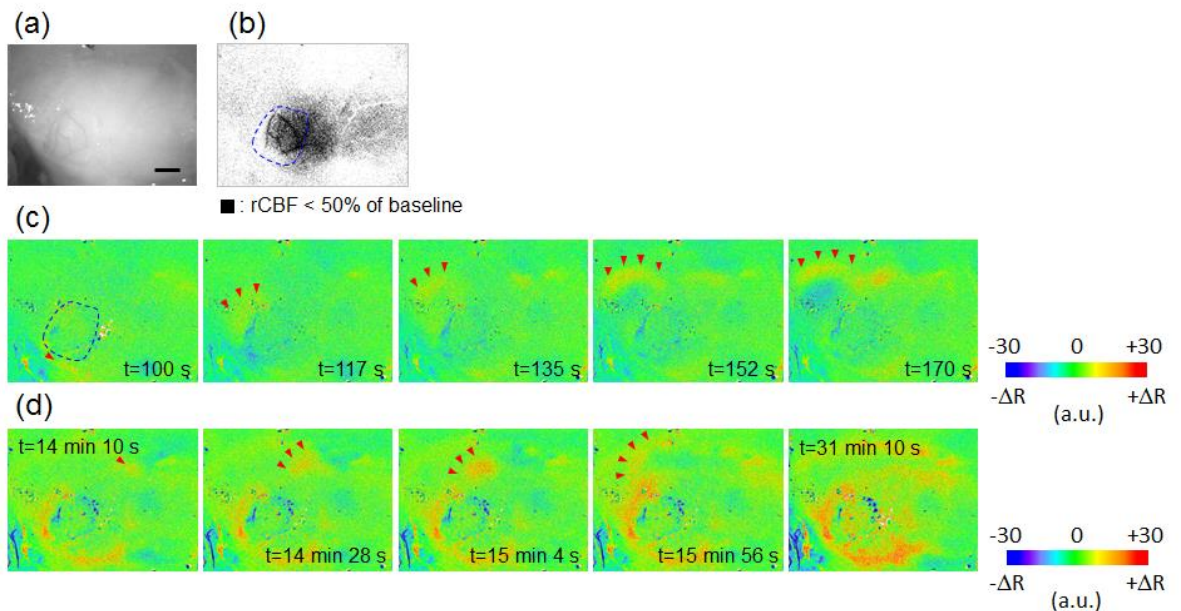 (a)
(b)
■ : rCBF < 50% of baseline
(c)
t=100 s
t=117 s
t=135 s
t=152 s
t=170 s
-30 0 +30
-ΔR +ΔR
(a.u.)
(d)
t=14 min 10 s
t=14 min 28 s
t=15 min 4 s
t=15 min 56 s
t=31 min 10 s
-30 0 +30
-ΔR +ΔR
(a.u.)